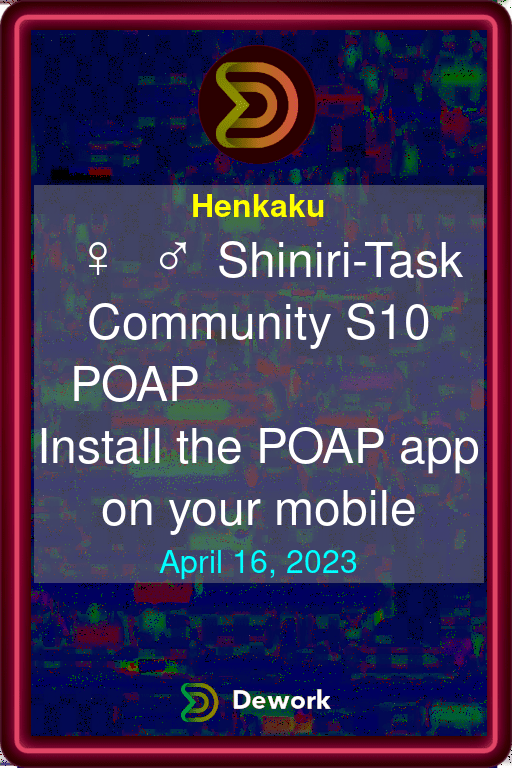 Henkaku
♀ ♂ Shiniri-Task
Community S10
POAP
Install the POAP app
on your mobile
April 16, 2023
Dework